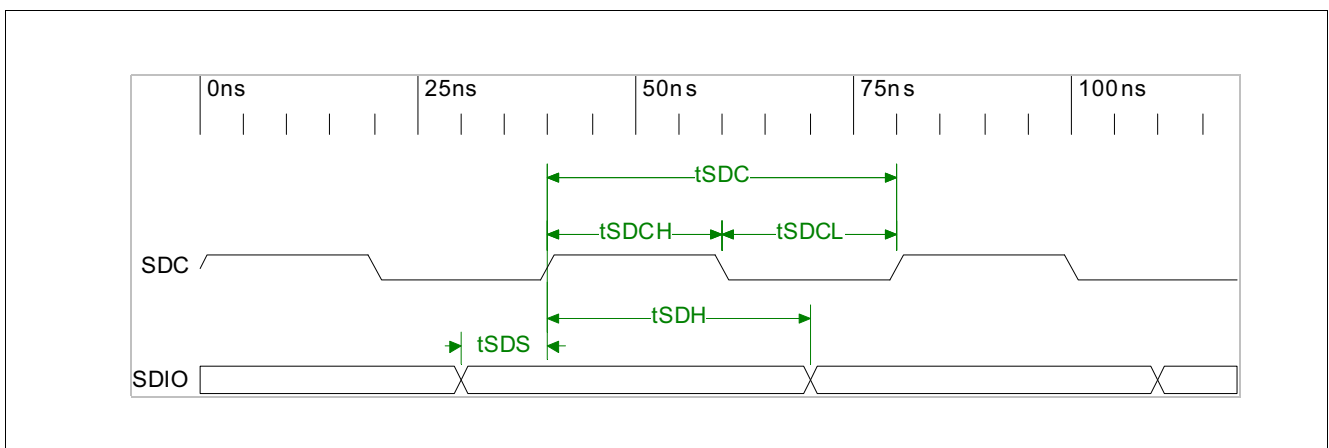 0ns 25ns 50ns 75ns 100ns
tSDC
tSDCH tSDCL
SDC
tSDH
tSDS
SDIO